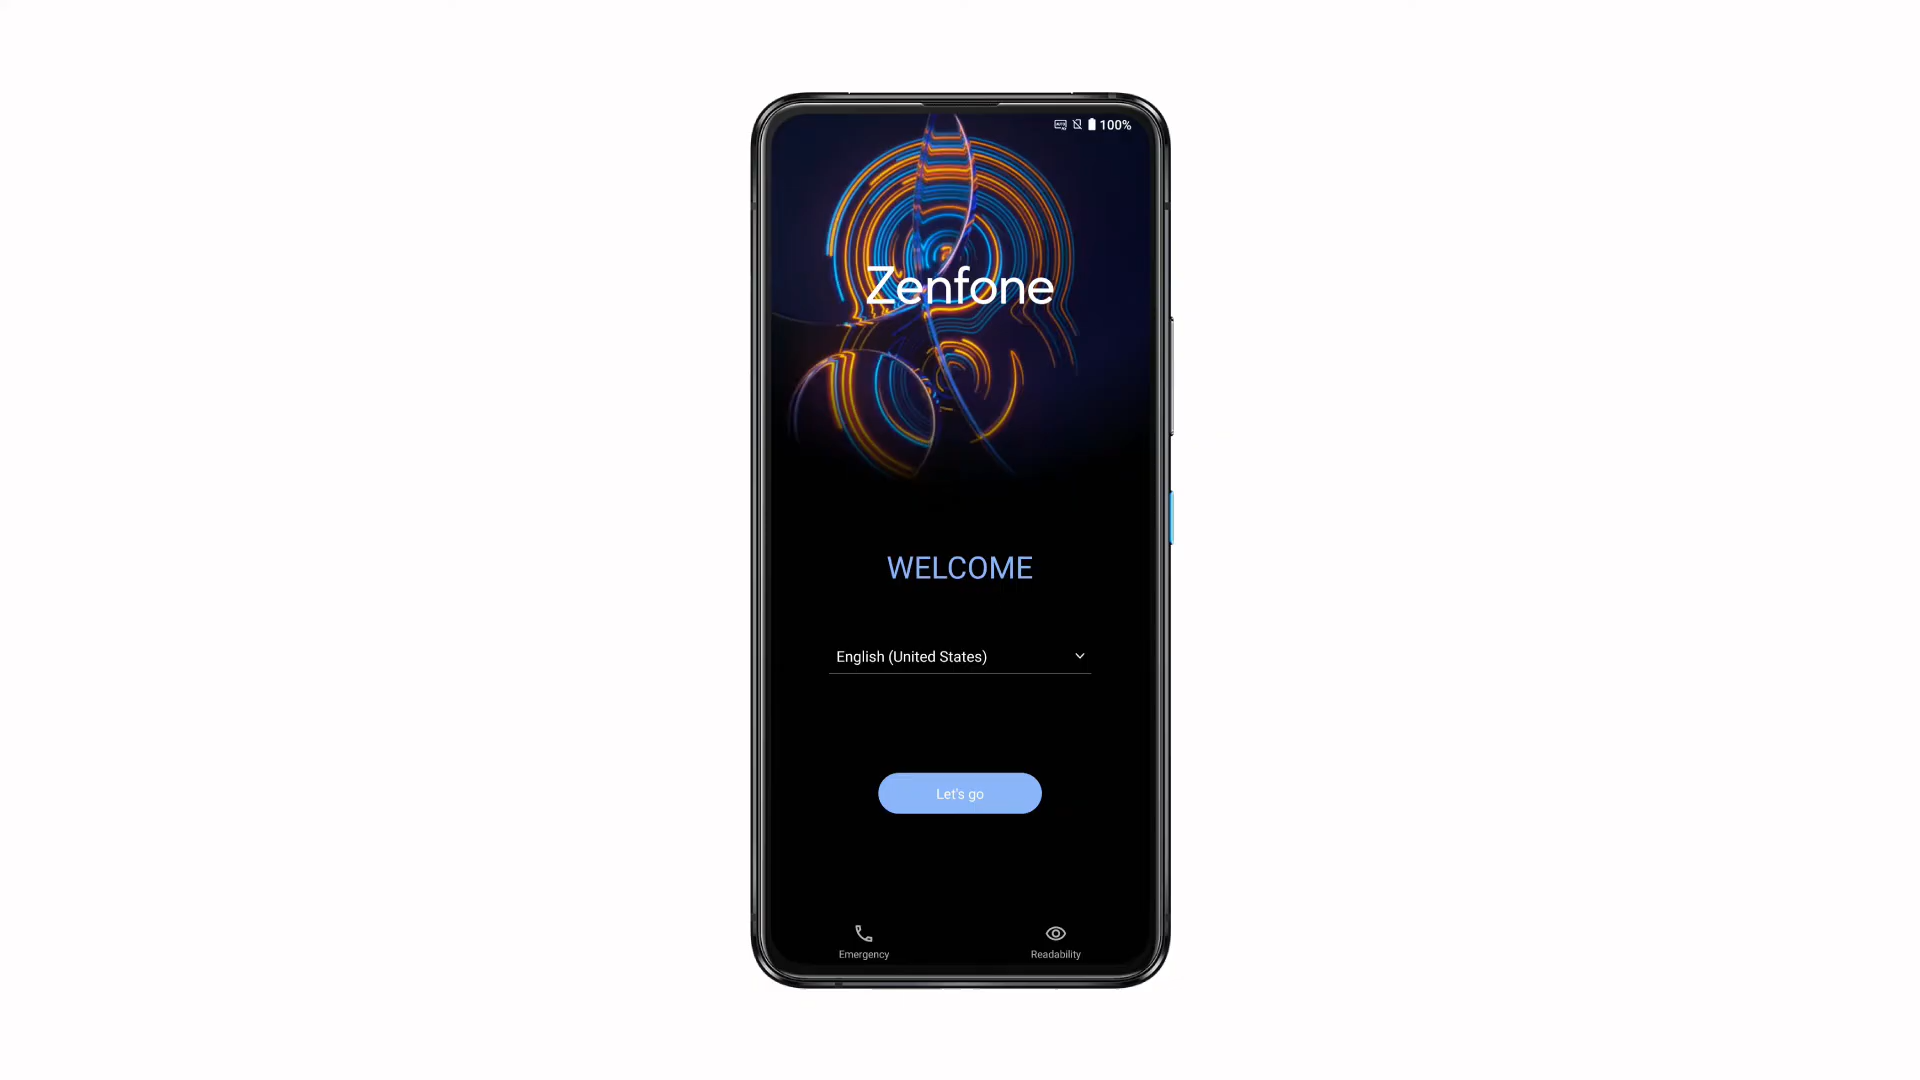 100%
Zenfone
WELCOME
English (United States)
Let's go
Emergency
Readability